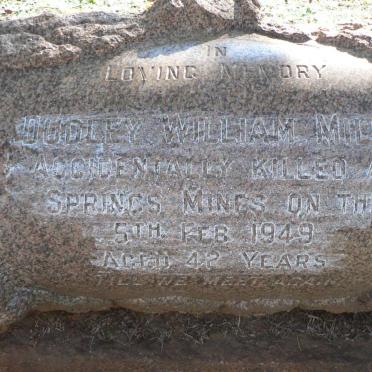 IN
LOVING MEMORY
DUDLEY WILLIAM
ACCIDENTALLY KILLED
SPRINGS MINES ON
5TH FEB 1949
AGED 42 YEARS
TILL WE MEET AGAIN